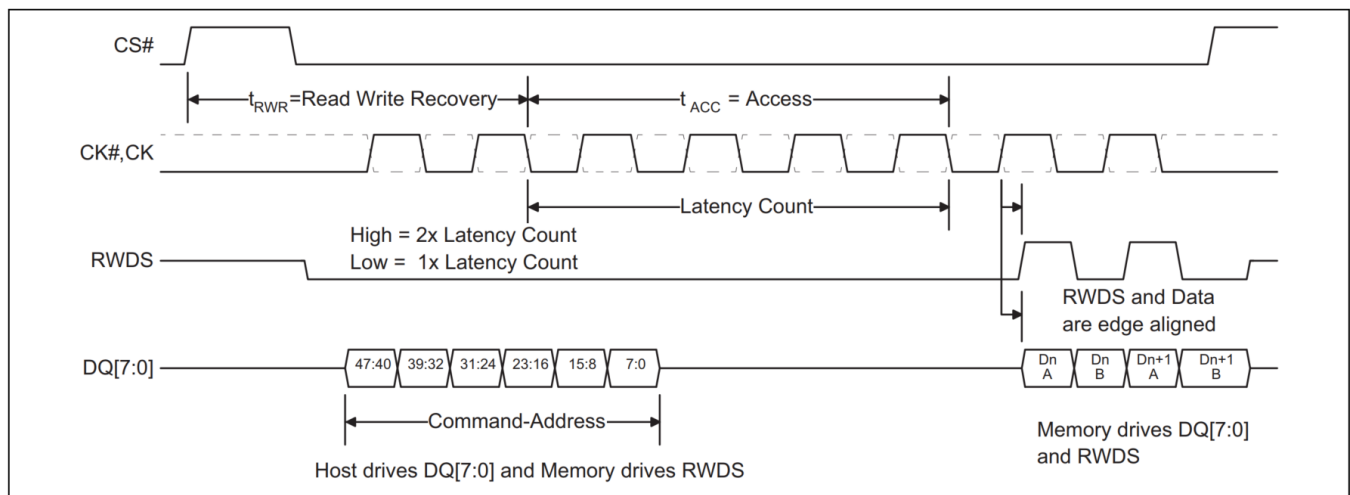 CS#
tRWR=Read Write Recovery
tACC = Access
CK#,CK
Latency Count
High = 2x Latency Count
Low = 1x Latency Count
RWDS
RWDS and Data
are edge aligned
DQ[7:0]
47:40 39:32 31:24 23:16 15:8 7:0
Dn Dn Dn+1 Dn+1
A B A B
Command-Address
Memory drives DQ[7:0]
and RWDS
Host drives DQ[7:0] and Memory drives RWDS